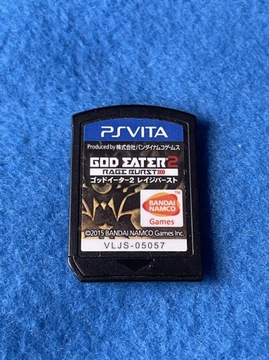 PSVITA
Produced by 株式会社バンダイナムコゲームス
GOD EATER 2
RAGE BURST
ゴッドイーター2 レイジバースト
BANDAI
NAMCO
Games
©2015 BANDAI NAMCO Games Inc.
VLJS-05057